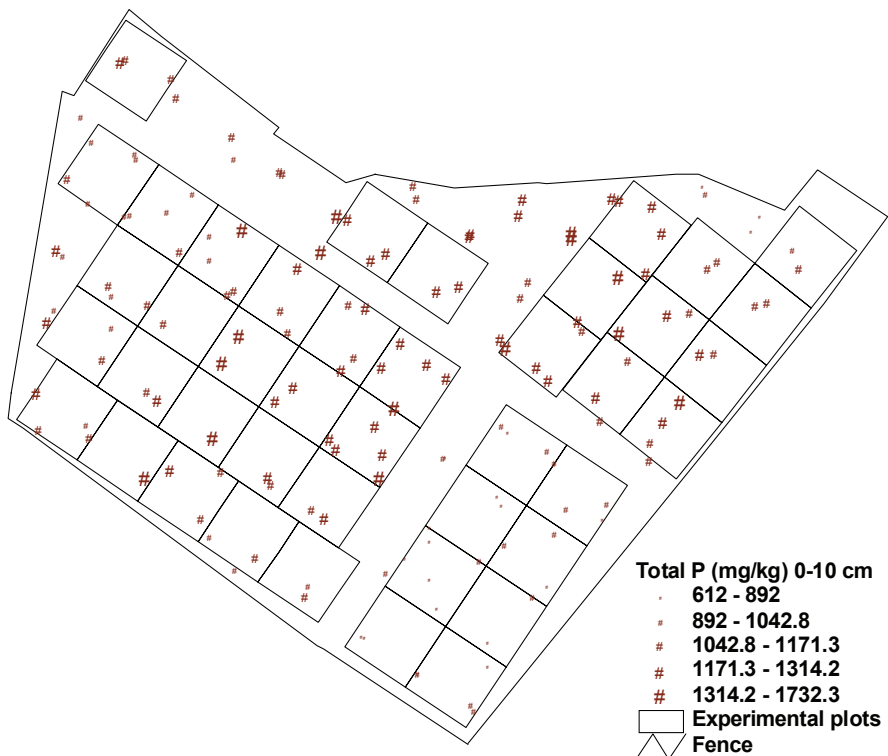 Total P (mg/kg) 0-10 cm
612 - 892
892 - 1042.8
1042.8 - 1171.3
1171.3 - 1314.2
1314.2 - 1732.3
Experimental plots
Fence